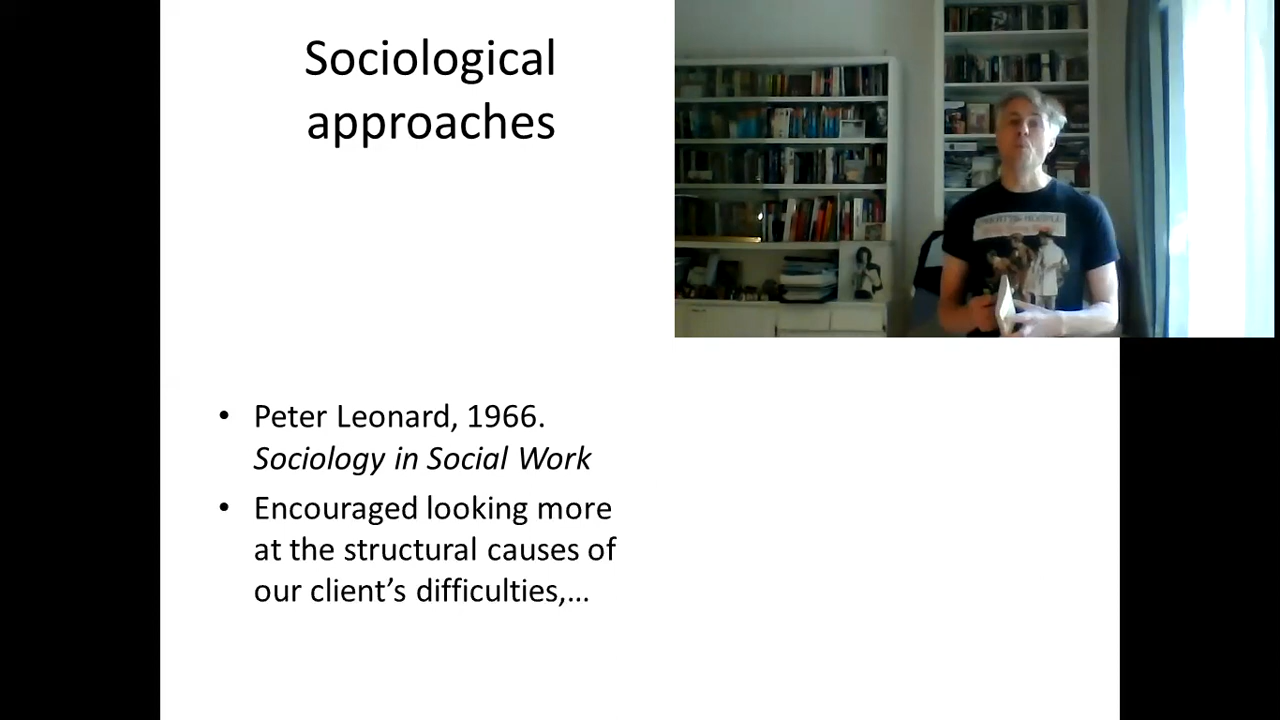 Sociological
approaches
• Peter Leonard, 1966.
Sociology in Social Work
• Encouraged looking more
at the structural causes of
our client’s difficulties,…